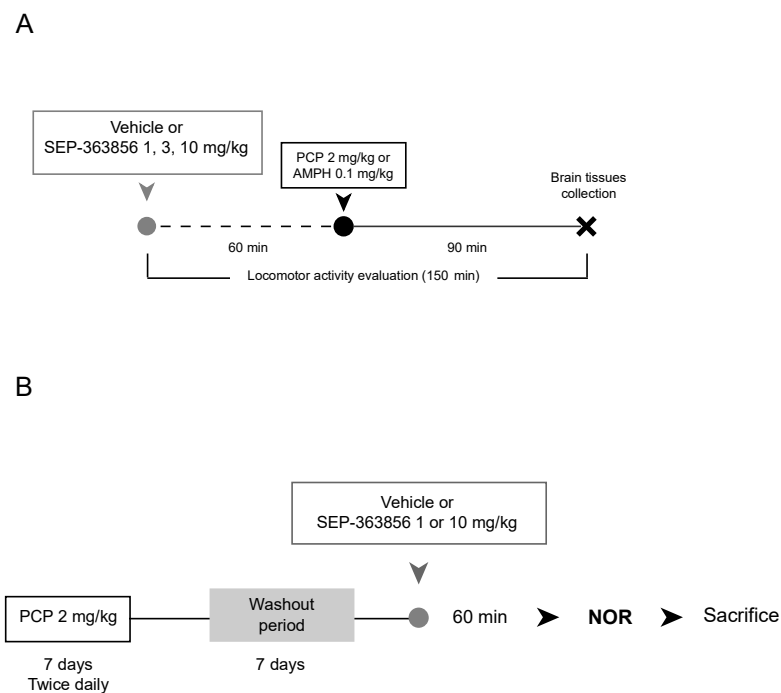 A
Vehicle or
SEP-363856 1, 3, 10 mg/kg
PCP 2 mg/kg or
AMPH 0.1 mg/kg
Brain tissues
collection
60 min
90 min
Locomotor activity evaluation (150 min)
B
Vehicle or
SEP-363856 1 or 10 mg/kg
PCP 2 mg/kg
Washout
period
60 min
NOR
Sacrifice
7 days
Twice daily
7 days